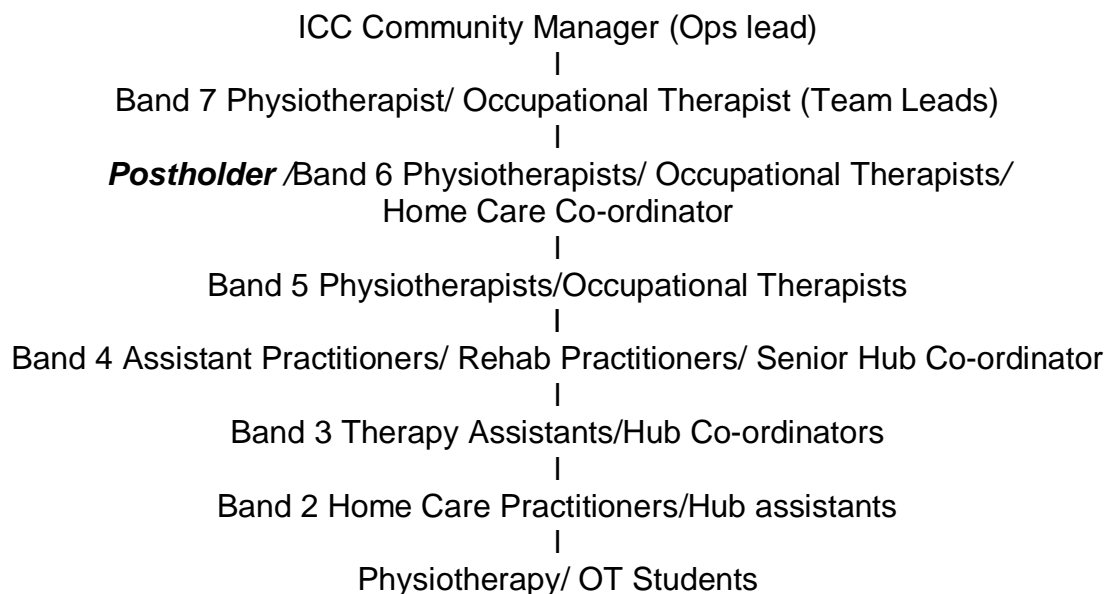 ICC Community Manager (Ops lead)
I
Band 7 Physiotherapist/ Occupational Therapist (Team Leads)
I
Postholder /Band 6 Physiotherapists/ Occupational Therapists/
Home Care Co-ordinator
I
Band 5 Physiotherapists/Occupational Therapists
I
Band 4 Assistant Practitioners/ Rehab Practitioners/ Senior Hub Co-ordinator
I
Band 3 Therapy Assistants/Hub Co-ordinators
I
Band 2 Home Care Practitioners/Hub assistants
I
Physiotherapy/ OT Students